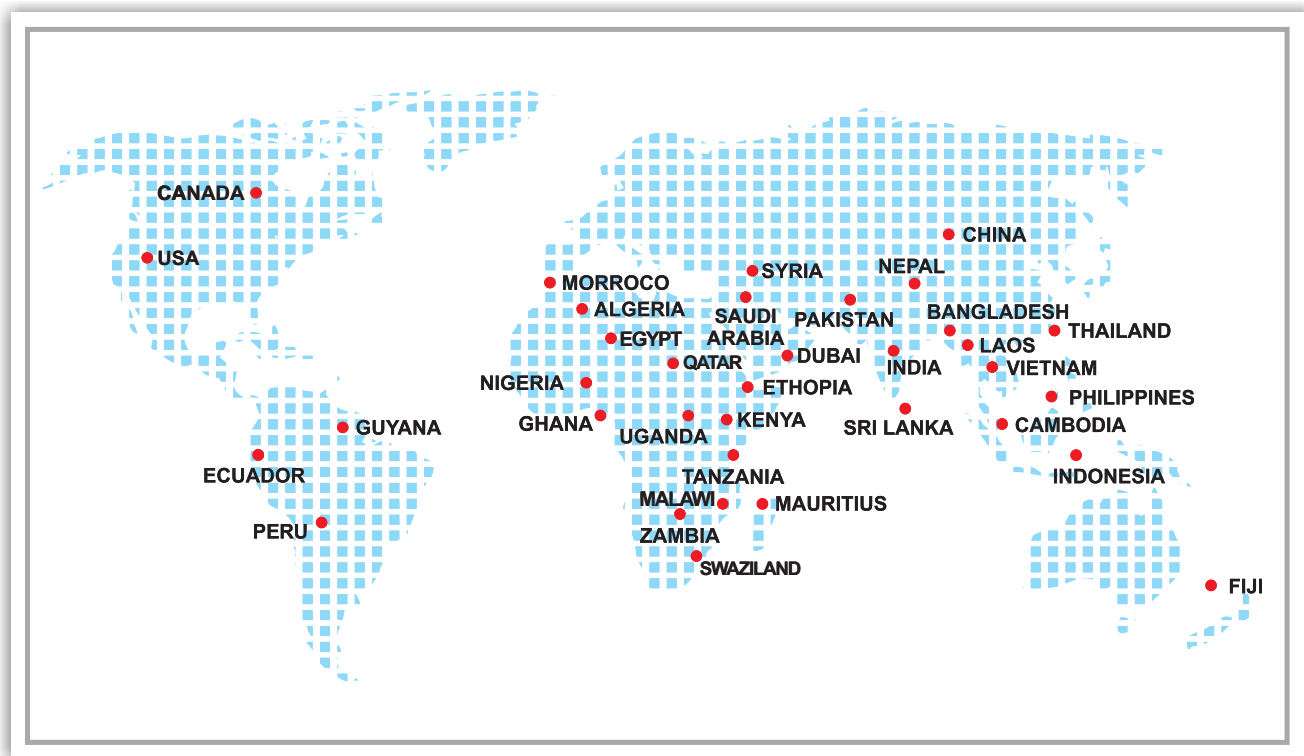 CANADA
USA
CHINA
SYRIA
NEPAL
MORROCO
ALGERIA
SAUDI
ARABIA
PAKISTAN
BANGLADESH
THAILAND
EGYPT
LAOS
QATAR
DUBAI
INDIA
VIETNAM
NIGERIA
ETHOPIA
PHILIPPINES
GHANA
UGANDA
KENYA
SRI LANKA
CAMBODIA
GUYANA
ECUADOR
TANZANIA
INDONESIA
MALAWI
MAURITIUS
PERU
ZAMBIA
SWAZILAND
FIJI